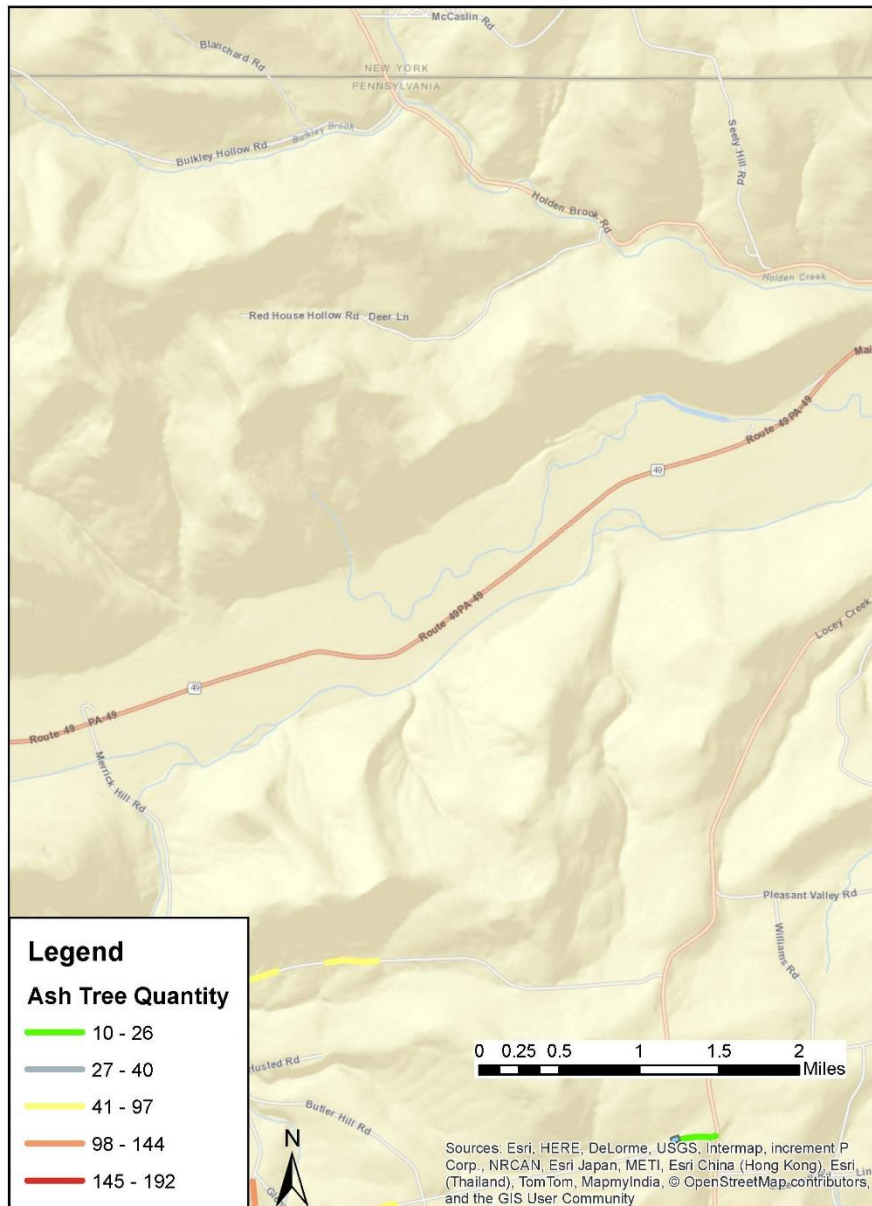 McCaslin Rd
Blanchard Rd
NEW YORK
PENNSYLVANIA
Bulkley Brook
Bulkley Hollow Rd
Seely Hill Rd
Holden Brook Rd
Holden Creek
Red House Hollow Rd Deer Ln
Mai
Route 49 PA-49
49
Route 49 PA-49
Locey Creek
49
Route 49 PA-49
Merrick Hill Rd
Pleasant Valley Rd
Williams Rd
Legend
Ash Tree Quantity
10 - 26
27 - 40
41 - 97
98 - 144
145 - 192
Husted Rd
Butler Hill Rd
N
0 0.25 0.5 1 1.5 2
Miles
Sources: Esri, HERE, DeLorme, USGS, Intermap, increment P
Corp., NRCAN, Esri Japan, METI, Esri China (Hong Kong), Esri
(Thailand), TomTom, MapmyIndia, © OpenStreetMap contributors,
and the GIS User Community